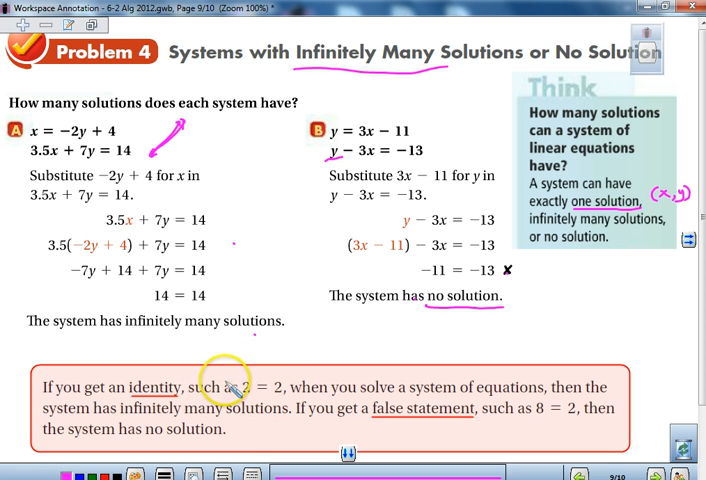 Workspace Annotation - 6-2 Alg 2012.gwb, Page 9/10 (Zoom 100%) *
Problem 4 Systems with Infinitely Many Solutions or No Solution
How many solutions does each system have?
A x = −2y + 4
3.5x + 7y = 14
Substitute −2y + 4 for x in
3.5x + 7y = 14.
3.5x + 7y = 14
3.5(−2y + 4) + 7y = 14
−7y + 14 + 7y = 14
14 = 14
The system has infinitely many solutions.
B y = 3x − 11
y − 3x = −13
Substitute 3x − 11 for y in
y − 3x = −13.
y − 3x = −13
(3x − 11) − 3x = −13
−11 = −13 ✗
The system has no solution.
Think
How many solutions
can a system of
linear equations
have?
A system can have
exactly one solution, (x,y)
infinitely many solutions,
or no solution.
If you get an identity, such as 2 = 2, when you solve a system of equations, then the
system has infinitely many solutions. If you get a false statement, such as 8 = 2, then
the system has no solution.
9/10